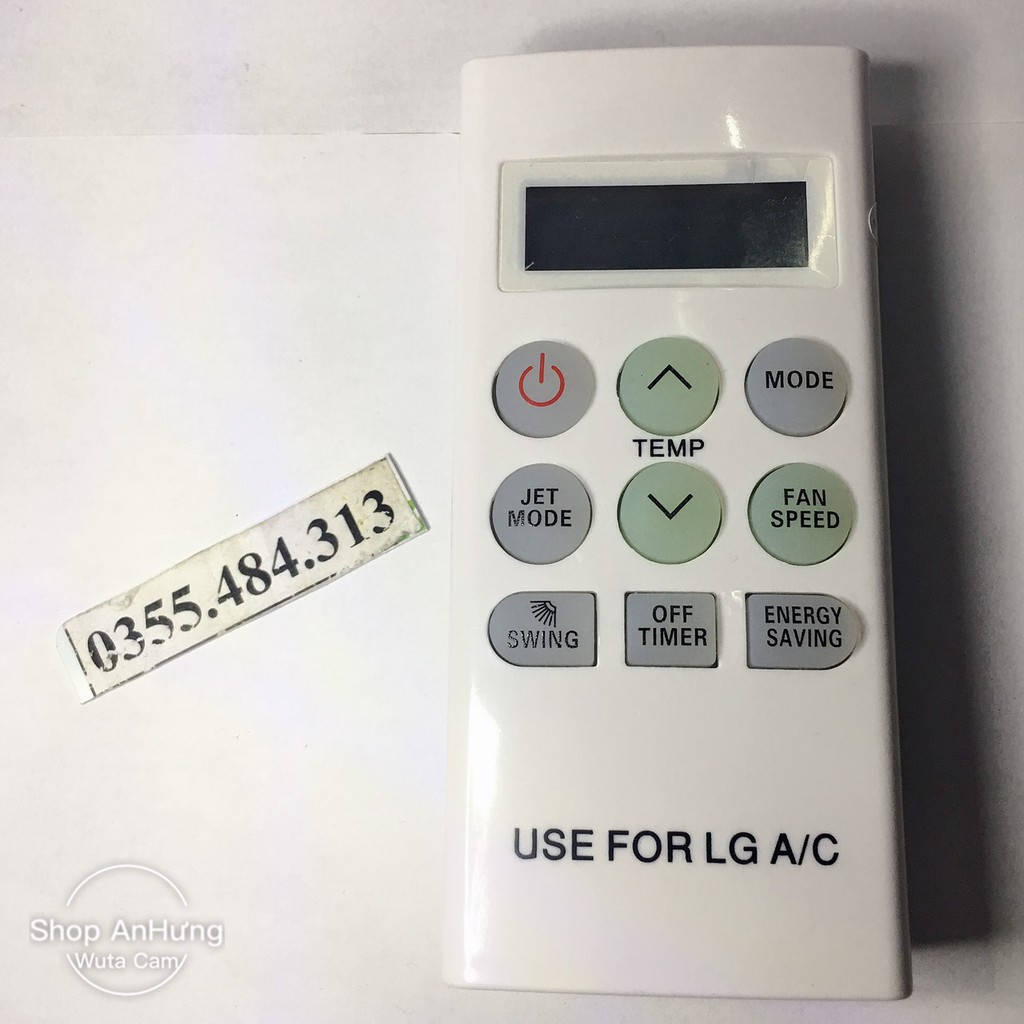 MODE
TEMP
JET
MODE
FAN
SPEED
SWING
OFF
TIMER
ENERGY
SAVING
0355.484.313
USE FOR LG A/C
Shop AnHưng
Wuta Cam